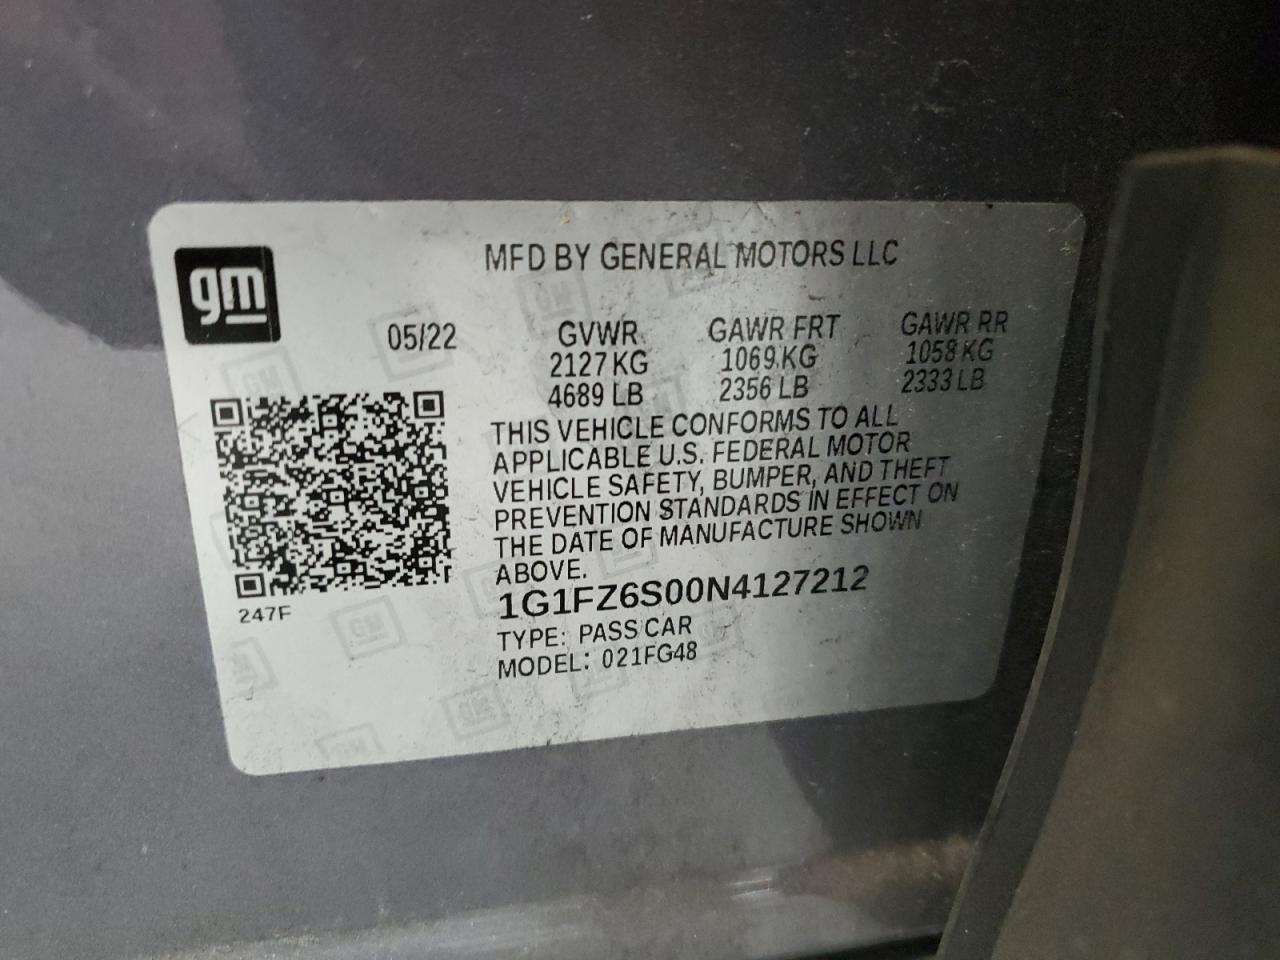 gm
MFD BY GENERAL MOTORS LLC
05/22 GVWR GAWR FRT GAWR RR
2127 KG 1069 KG 1058 KG
4689 LB 2356 LB 2333 LB
THIS VEHICLE CONFORMS TO ALL
APPLICABLE U.S. FEDERAL MOTOR
VEHICLE SAFETY, BUMPER, AND THEFT
PREVENTION STANDARDS IN EFFECT ON
THE DATE OF MANUFACTURE SHOWN
ABOVE.
1G1FZ6S00N4127212
TYPE: PASS CAR
MODEL: 021FG48
247F